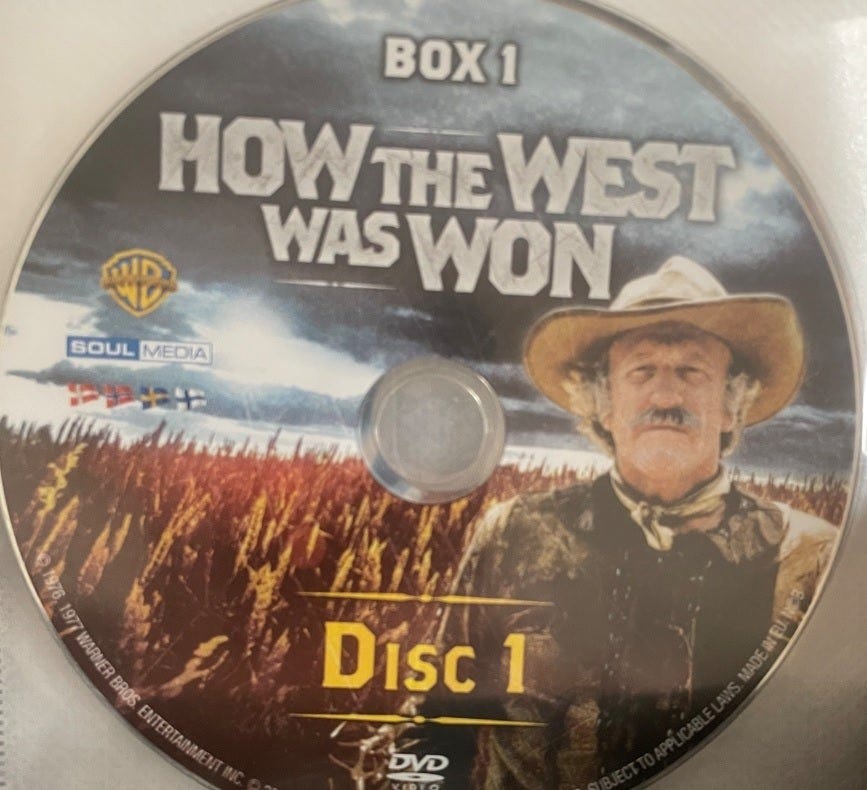 BOX 1
HOW THE WEST
WAS WON
WB
SOUL MEDIA
DISC 1
DVD
VIDEO
© 1976, 1977 WARNER BROS. ENTERTAINMENT INC. ©
SUBJECT TO APPLICABLE LAWS. MADE IN EU.